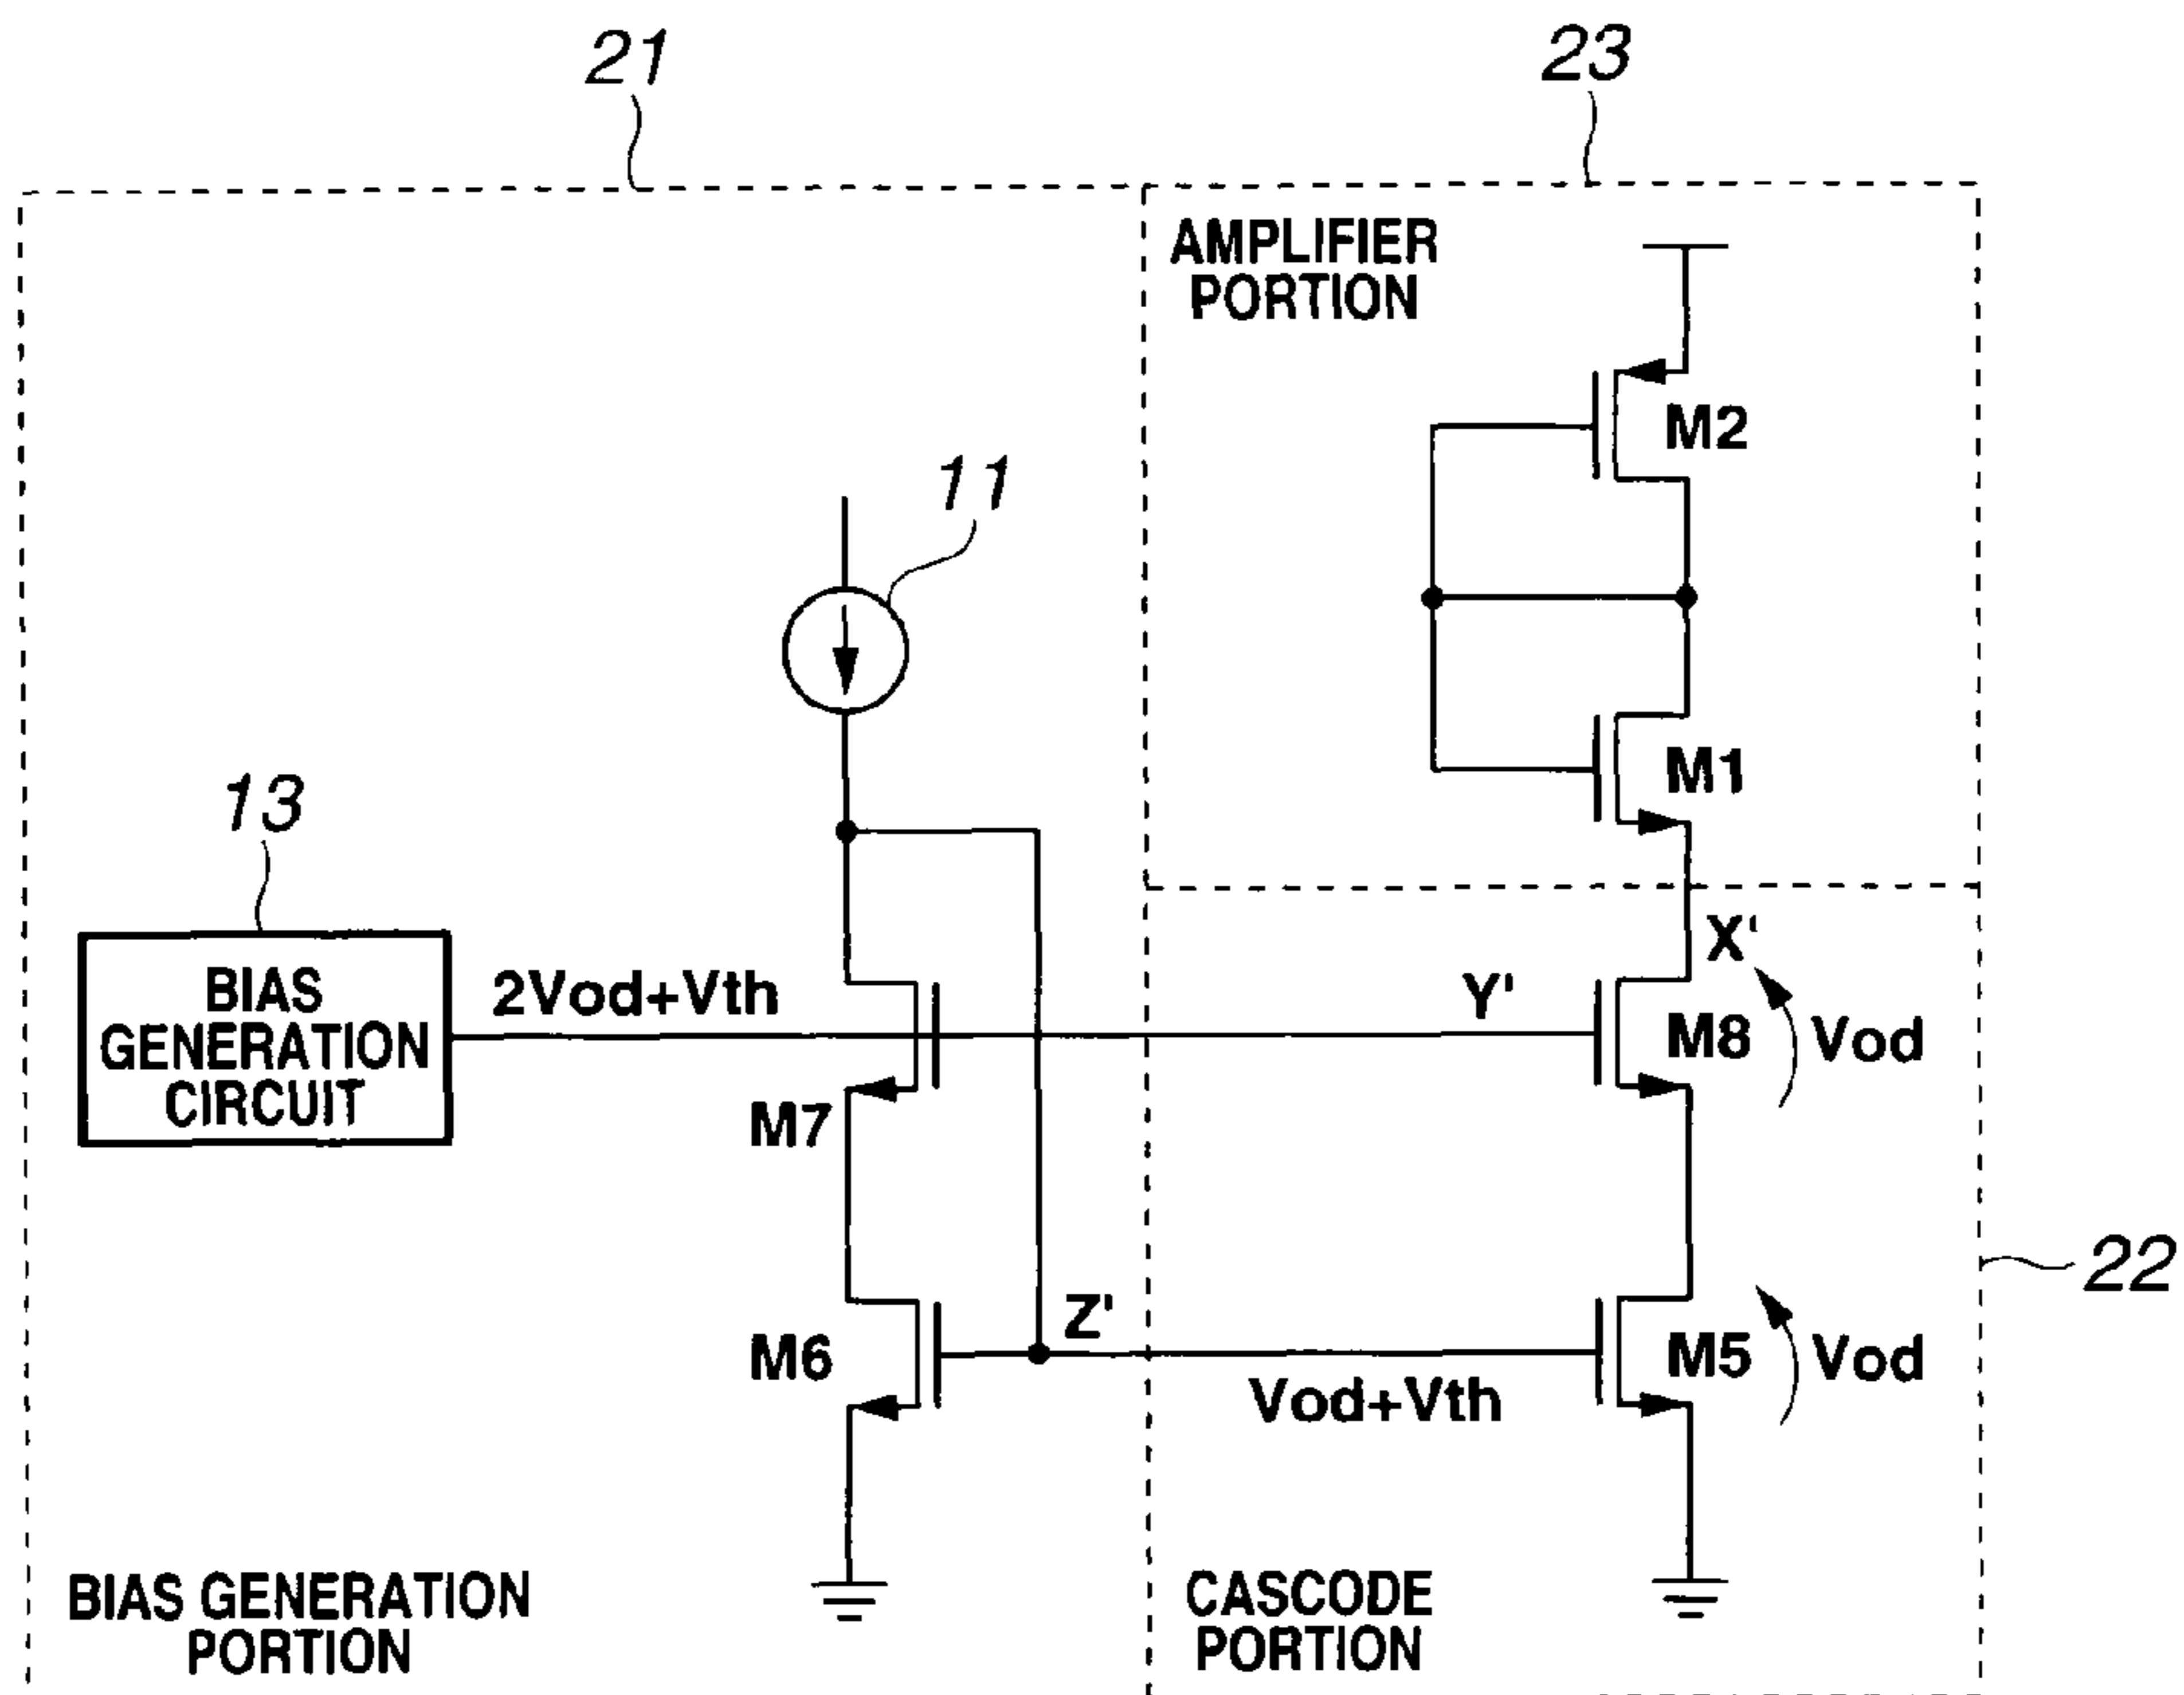 21
23
AMPLIFIER
PORTION
M2
11
M1
13
X'
BIAS
GENERATION
CIRCUIT
2Vod+Vth
Y'
M8
Vod
M7
22
Z'
M6
M5
Vod
Vod+Vth
BIAS GENERATION
PORTION
CASCODE
PORTION